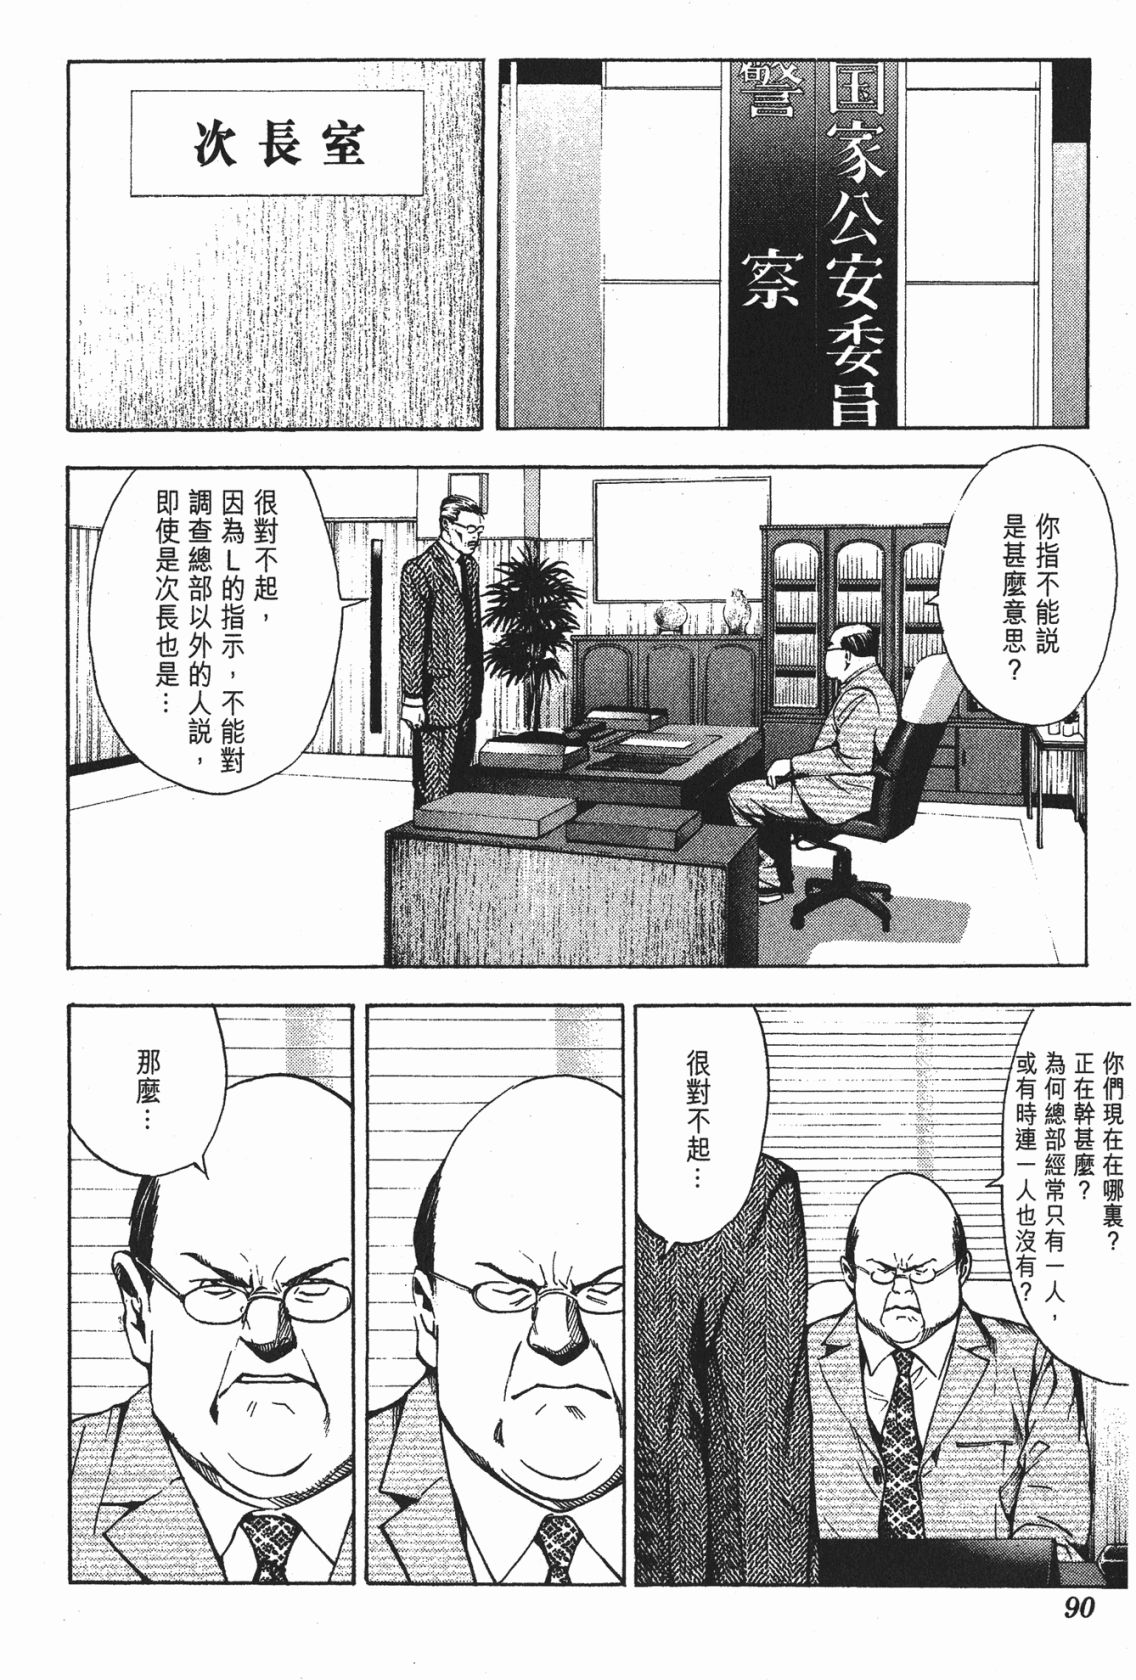 国家公安委員
警察
次長室
你指不能說
是甚麼意思？
很對不起，
因為L的指示，不能對
調查總部以外的人說，
即使是次長也是…
你們現在在哪裏？
正在幹甚麼？
為何總部經常只有一人，
或有時連一人也沒有？
很對不起…
那麼…
90